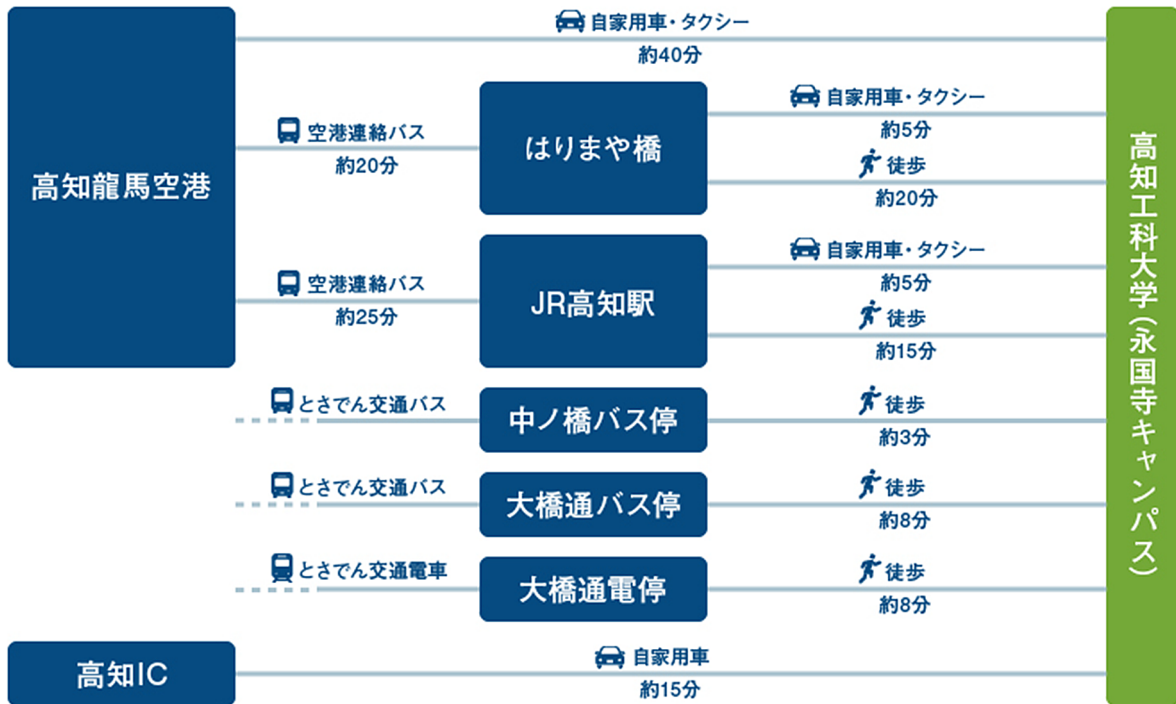 高知龍馬空港
自家用車・タクシー
約40分
空港連絡バス
約20分
はりまや橋
自家用車・タクシー
約5分
徒歩
約20分
空港連絡バス
約25分
JR高知駅
自家用車・タクシー
約5分
徒歩
約15分
とさでん交通バス
中ノ橋バス停
徒歩
約3分
とさでん交通バス
大橋通バス停
徒歩
約8分
とさでん交通電車
大橋通電停
徒歩
約8分
高知IC
自家用車
約15分
高知工科大学(永国寺キャンパス)